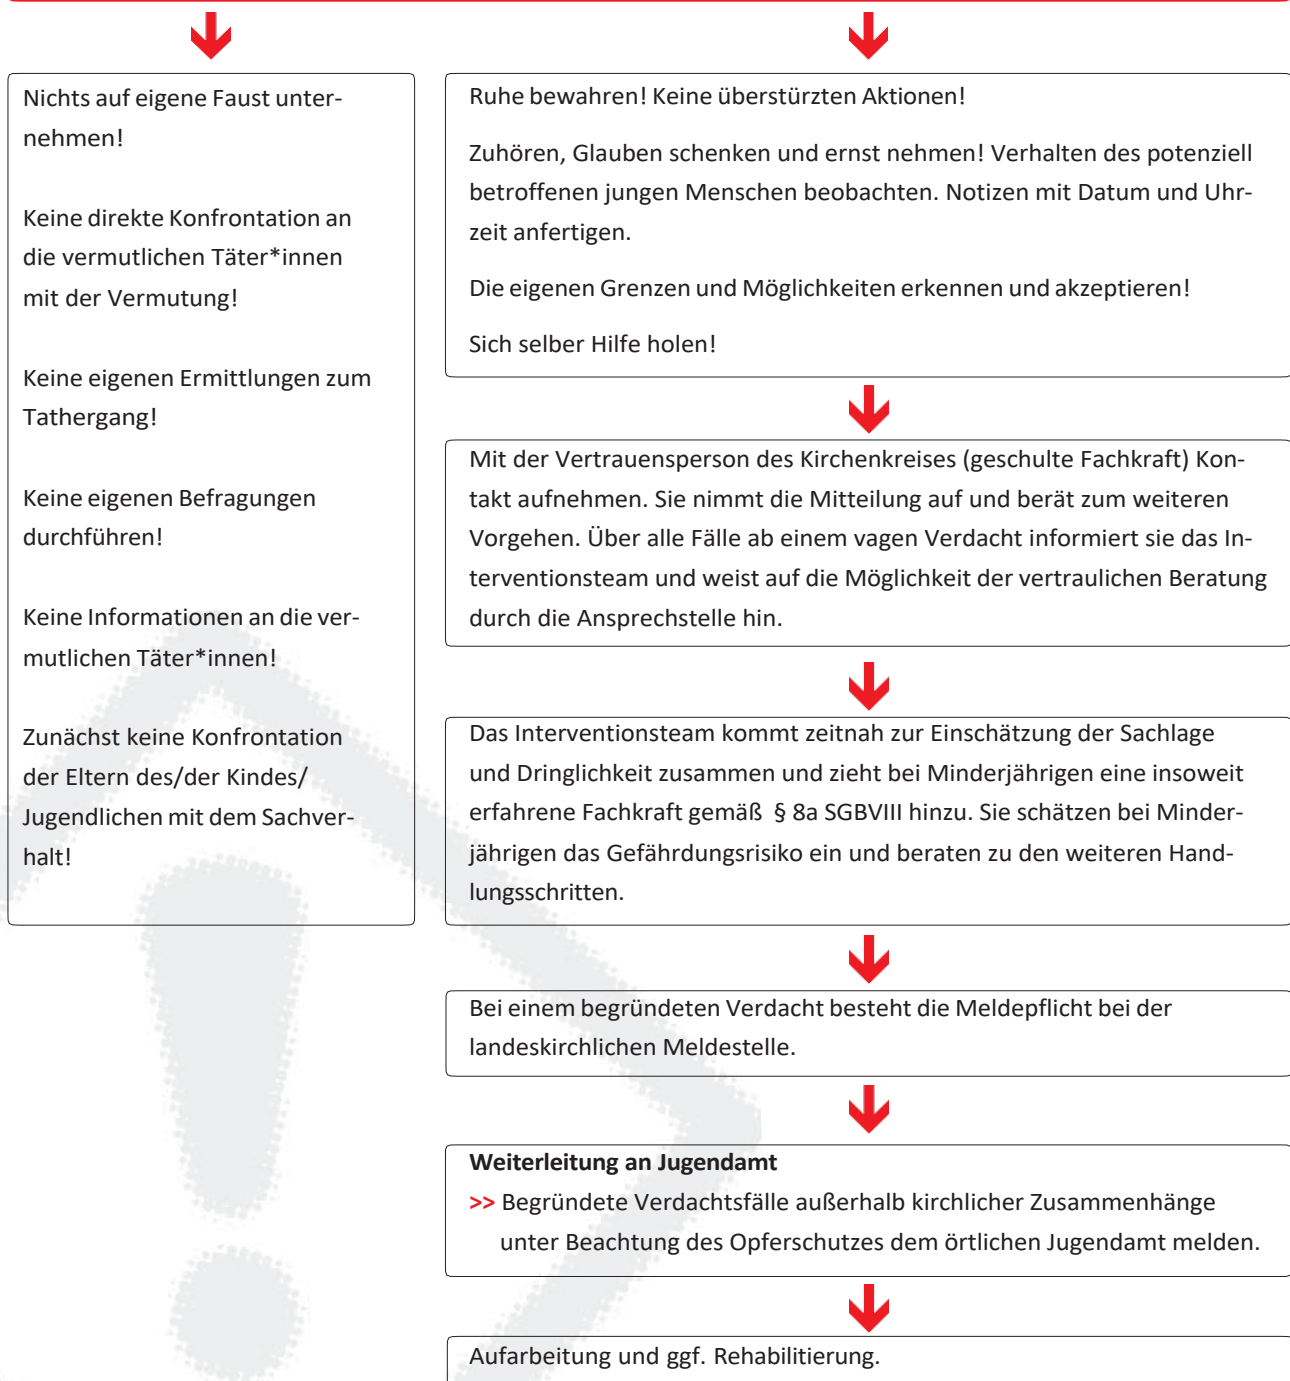 Nichts auf eigene Faust unter-
nehmen!
Keine direkte Konfrontation an
die vermutlichen Täter*innen
mit der Vermutung!
Keine eigenen Ermittlungen zum
Tathergang!
Keine eigenen Befragungen
durchführen!
Keine Informationen an die ver-
mutlichen Täter*innen!
Zunächst keine Konfrontation
der Eltern des/der Kindes/
Jugendlichen mit dem Sachver-
halt!
Ruhe bewahren! Keine überstürzten Aktionen!
Zuhören, Glauben schenken und ernst nehmen! Verhalten des potenziell
betroffenen jungen Menschen beobachten. Notizen mit Datum und Uhr-
zeit anfertigen.
Die eigenen Grenzen und Möglichkeiten erkennen und akzeptieren!
Sich selber Hilfe holen!
Mit der Vertrauensperson des Kirchenkreises (geschulte Fachkraft) Kon-
takt aufnehmen. Sie nimmt die Mitteilung auf und berät zum weiteren
Vorgehen. Über alle Fälle ab einem vagen Verdacht informiert sie das In-
terventionsteam und weist auf die Möglichkeit der vertraulichen Beratung
durch die Ansprechstelle hin.
Das Interventionsteam kommt zeitnah zur Einschätzung der Sachlage
und Dringlichkeit zusammen und zieht bei Minderjährigen eine insoweit
erfahrene Fachkraft gemäß § 8a SGBVIII hinzu. Sie schätzen bei Minder-
jährigen das Gefährdungsrisiko ein und beraten zu den weiteren Hand-
lungsschritten.
Bei einem begründeten Verdacht besteht die Meldepflicht bei der
landeskirchlichen Meldestelle.
Weiterleitung an Jugendamt
>> Begründete Verdachtsfälle außerhalb kirchlicher Zusammenhänge
unter Beachtung des Opferschutzes dem örtlichen Jugendamt melden.
Aufarbeitung und ggf. Rehabilitierung.